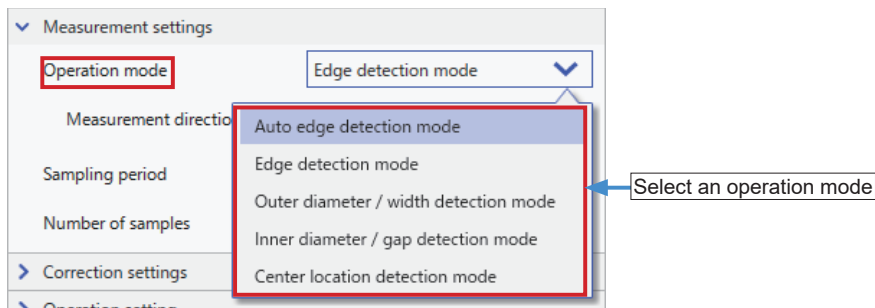 Measurement settings
Operation mode
Edge detection mode
Measurement directio
Auto edge detection mode
Edge detection mode
Sampling period
Outer diameter / width detection mode
Select an operation mode
Number of samples
Inner diameter / gap detection mode
Correction settings
Center location detection mode
Operation setting